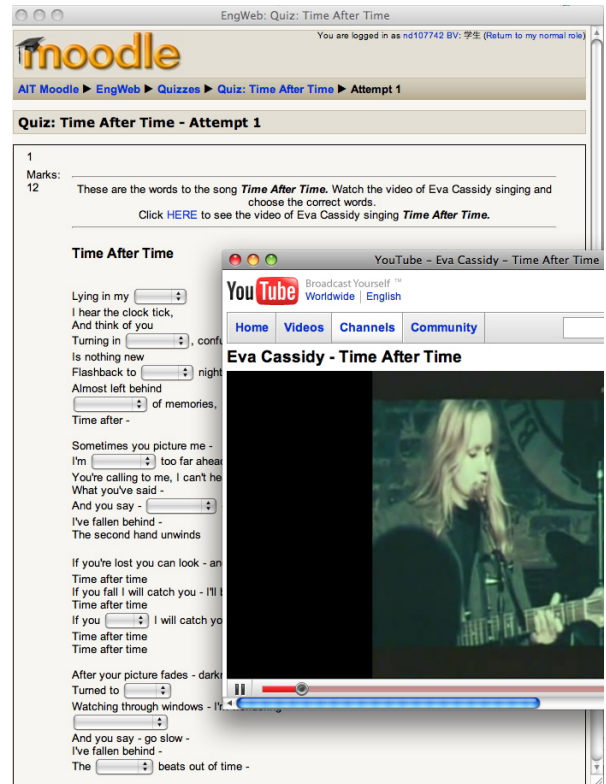 EngWeb: Quiz: Time After Time
moodle
You are logged in as nd107742 BV: 学生 (Return to my normal role)
AIT Moodle ► EngWeb ► Quizzes ► Quiz: Time After Time ► Attempt 1
Quiz: Time After Time - Attempt 1
1
Marks:
12
These are the words to the song Time After Time. Watch the video of Eva Cassidy singing and
choose the correct words.
Click HERE to see the video of Eva Cassidy singing Time After Time.
Time After Time
Lying in my
I hear the clock tick,
And think of you
Turning in , confu
Is nothing new
Flashback to night
Almost left behind
of memories,
Time after -
Sometimes you picture me -
I'm too far ahead
You're calling to me, I can't he
What you've said -
And you say -
I've fallen behind -
The second hand unwinds
If you're lost you can look - an
Time after time
If you fall I will catch you - I'll
Time after time
If you I will catch yo
Time after time
Time after time
After your picture fades - dark
Turned to
Watching through windows - I'm
And you say - go slow -
I've fallen behind -
The beats out of time -
YouTube - Eva Cassidy - Time After Time
YouTube
Broadcast Yourself ™
Worldwide | English
Home Videos Channels Community
Eva Cassidy - Time After Time